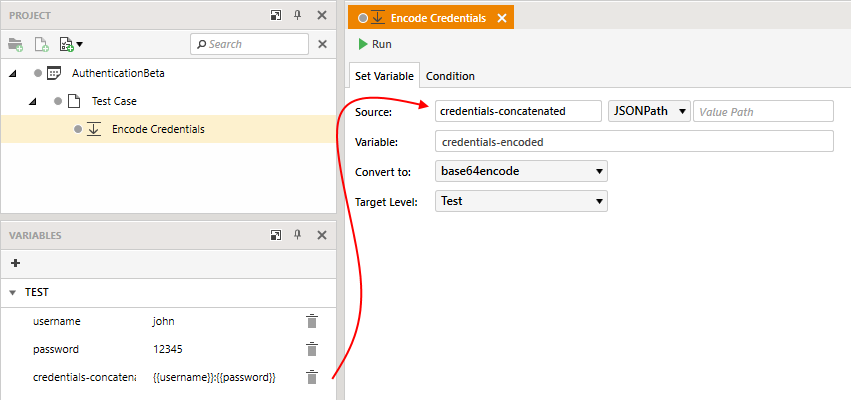 PROJECT
Search
AuthenticationBeta
Test Case
Encode Credentials
VARIABLES
TEST
username john
password 12345
credentials-concatena {{username}}:{{password}}
Encode Credentials
Run
Set Variable Condition
Source: credentials-concatenated JSONPath Value Path
Variable: credentials-encoded
Convert to: base64encode
Target Level: Test